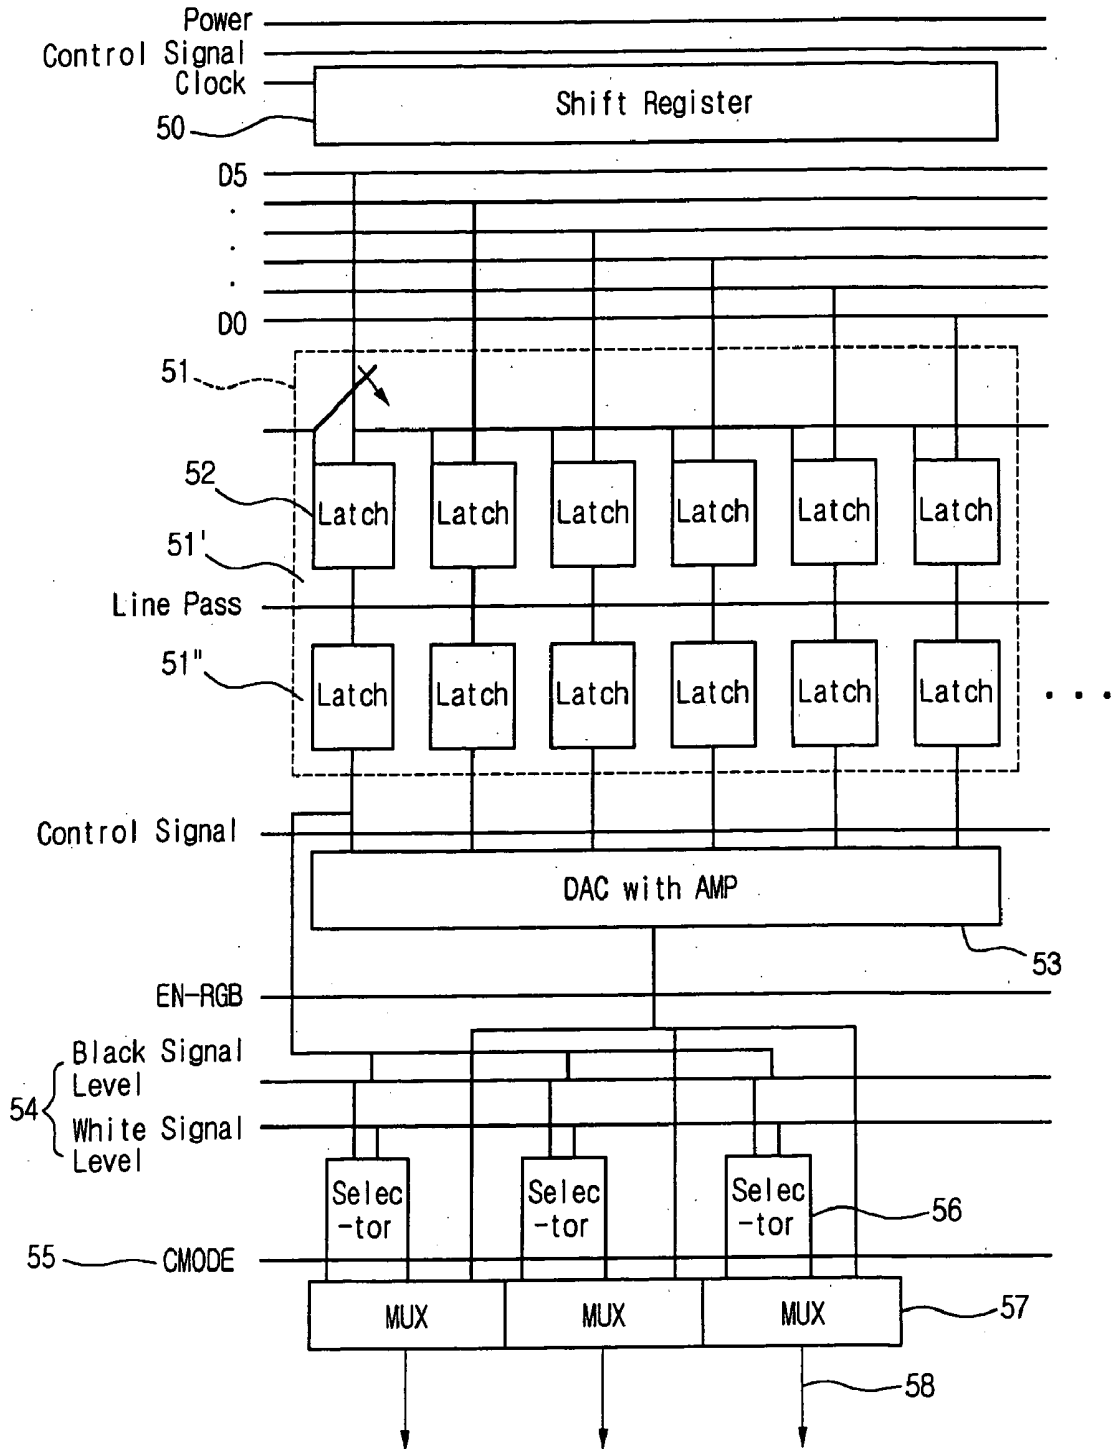 Power
Control Signal
Clock
Shift Register
50
D5
.
.
.
D0
51
52
Latch Latch Latch Latch Latch Latch
51'
Line Pass
51"
Latch Latch Latch Latch Latch Latch
...
Control Signal
DAC with AMP
53
EN-RGB
Black Signal
Level
54
White Signal
Level
Selec
-tor
Selec
-tor
Selec
-tor
56
55
CMODE
MUX MUX MUX
57
58